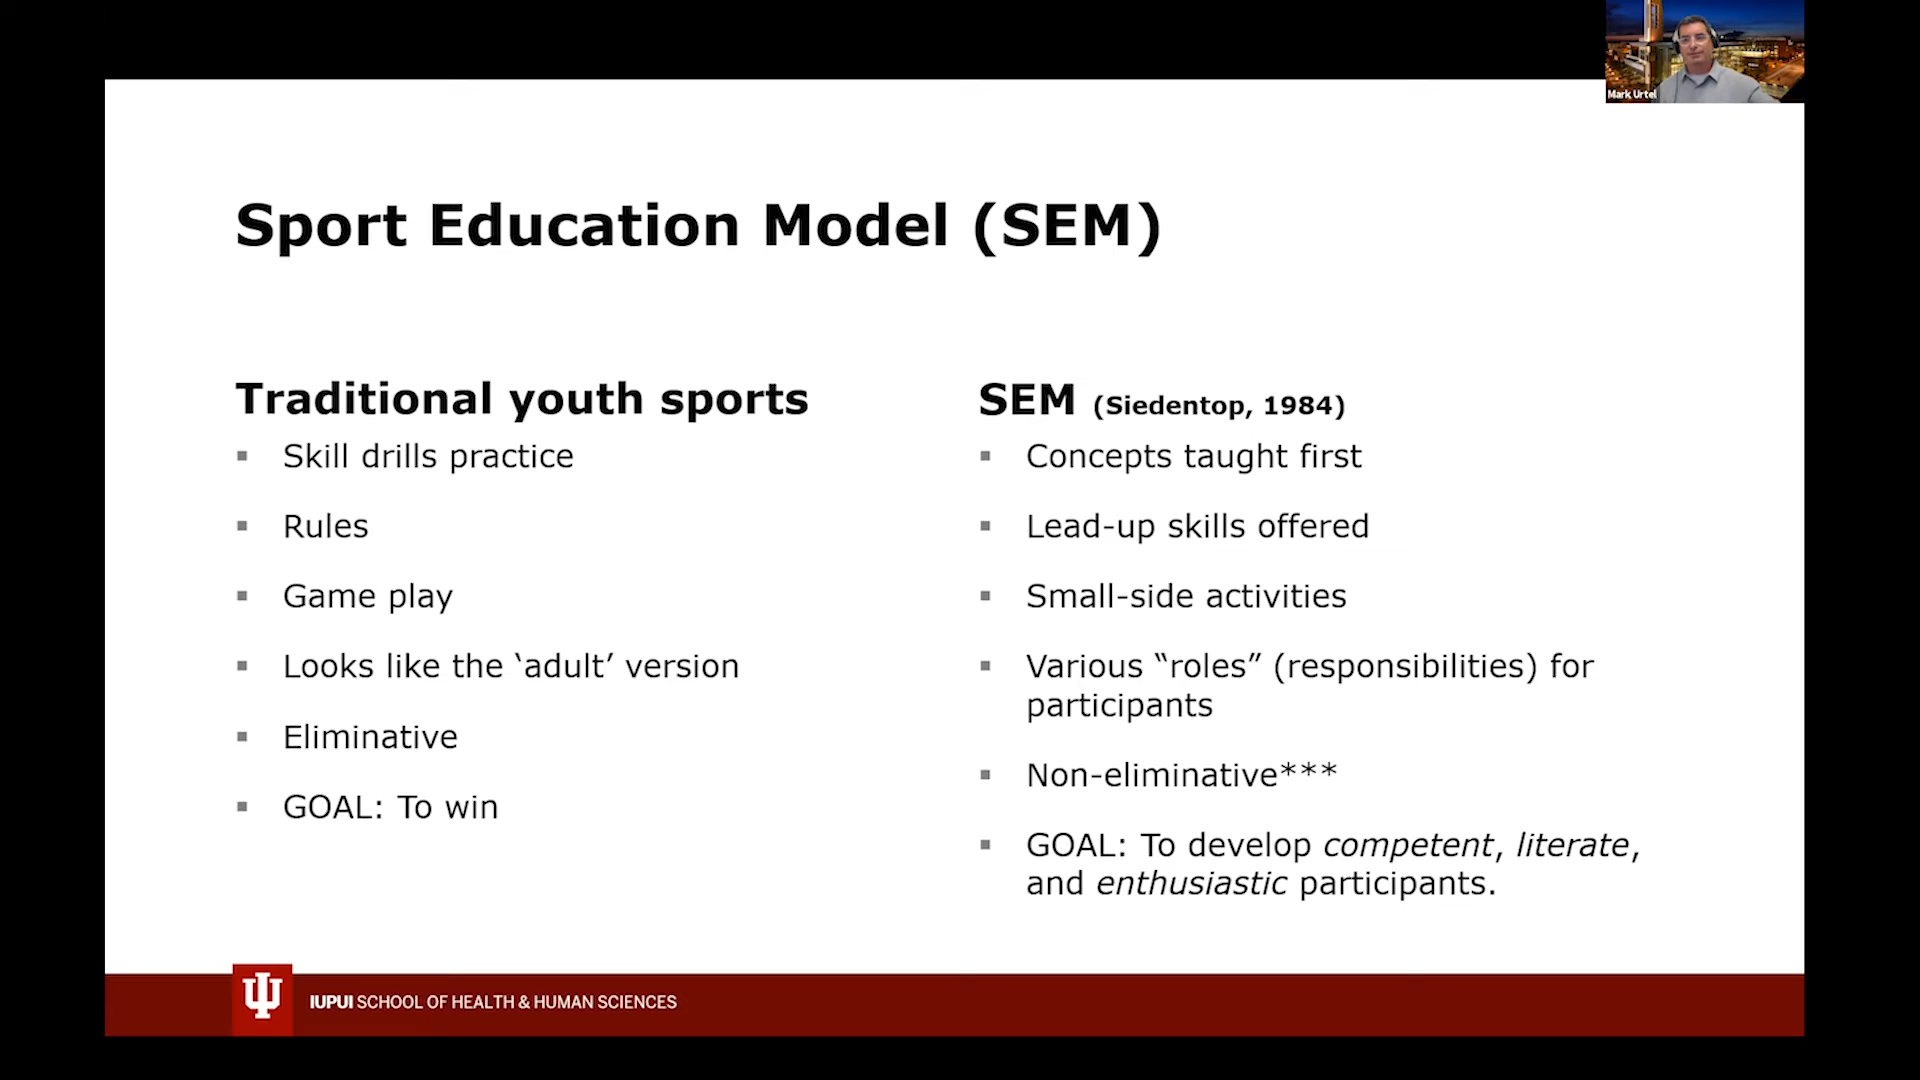 Mark Urtel
Sport Education Model (SEM)
Traditional youth sports
▪ Skill drills practice
▪ Rules
▪ Game play
▪ Looks like the ‘adult’ version
▪ Eliminative
▪ GOAL: To win
SEM (Siedentop, 1984)
▪ Concepts taught first
▪ Lead-up skills offered
▪ Small-side activities
▪ Various “roles” (responsibilities) for
participants
▪ Non-eliminative***
▪ GOAL: To develop competent, literate,
and enthusiastic participants.
IUPUI SCHOOL OF HEALTH & HUMAN SCIENCES